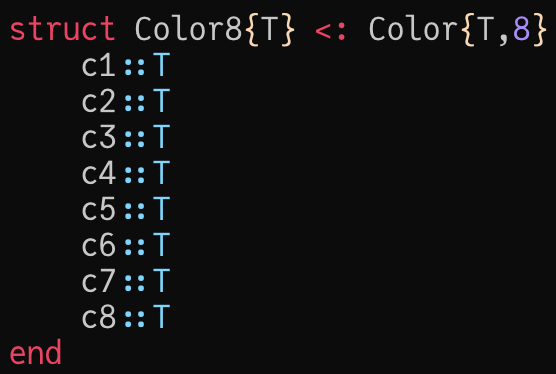 struct Color8{T} <: Color{T,8}
    c1::T
    c2::T
    c3::T
    c4::T
    c5::T
    c6::T
    c7::T
    c8::T
end